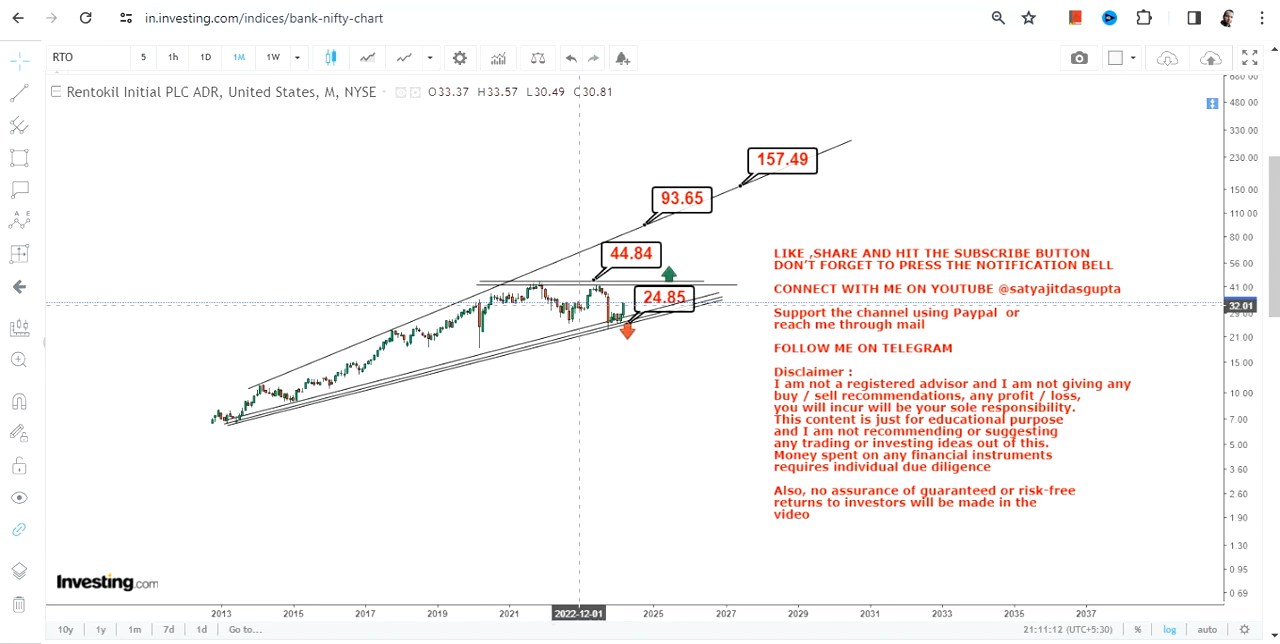 in.investing.com/indices/bank-nifty-chart
RTO 5 1h 1D 1M 1W
Rentokil Initial PLC ADR, United States, M, NYSE O33.37 H33.57 L30.49 C30.81
680.00
480.00
330.00
230.00
150.00
110.00
80.00
56.00
41.00
32.01
21.00
15.00
10.00
7.00
5.00
3.60
2.60
1.90
1.30
0.95
0.69
157.49
93.65
44.84
24.85
LIKE ,SHARE AND HIT THE SUBSCRIBE BUTTON
DON'T FORGET TO PRESS THE NOTIFICATION BELL
CONNECT WITH ME ON YOUTUBE @satyajitdasgupta
Support the channel using Paypal or
reach me through mail
FOLLOW ME ON TELEGRAM
Disclaimer :
I am not a registered advisor and I am not giving any
buy / sell recommendations, any profit / loss,
you will incur will be your sole responsibility.
This content is just for educational purpose
and I am not recommending or suggesting
any trading or investing ideas out of this.
Money spent on any financial instruments
requires individual due diligence
Also, no assurance of guaranteed or risk-free
returns to investors will be made in the
video
Investing.com
2013 2015 2017 2019 2021 2022-12-01 2025 2027 2029 2031 2033 2035 2037
10y 1y 1m 7d 1d Go to... 21:11:12 (UTC+5:30) % log auto